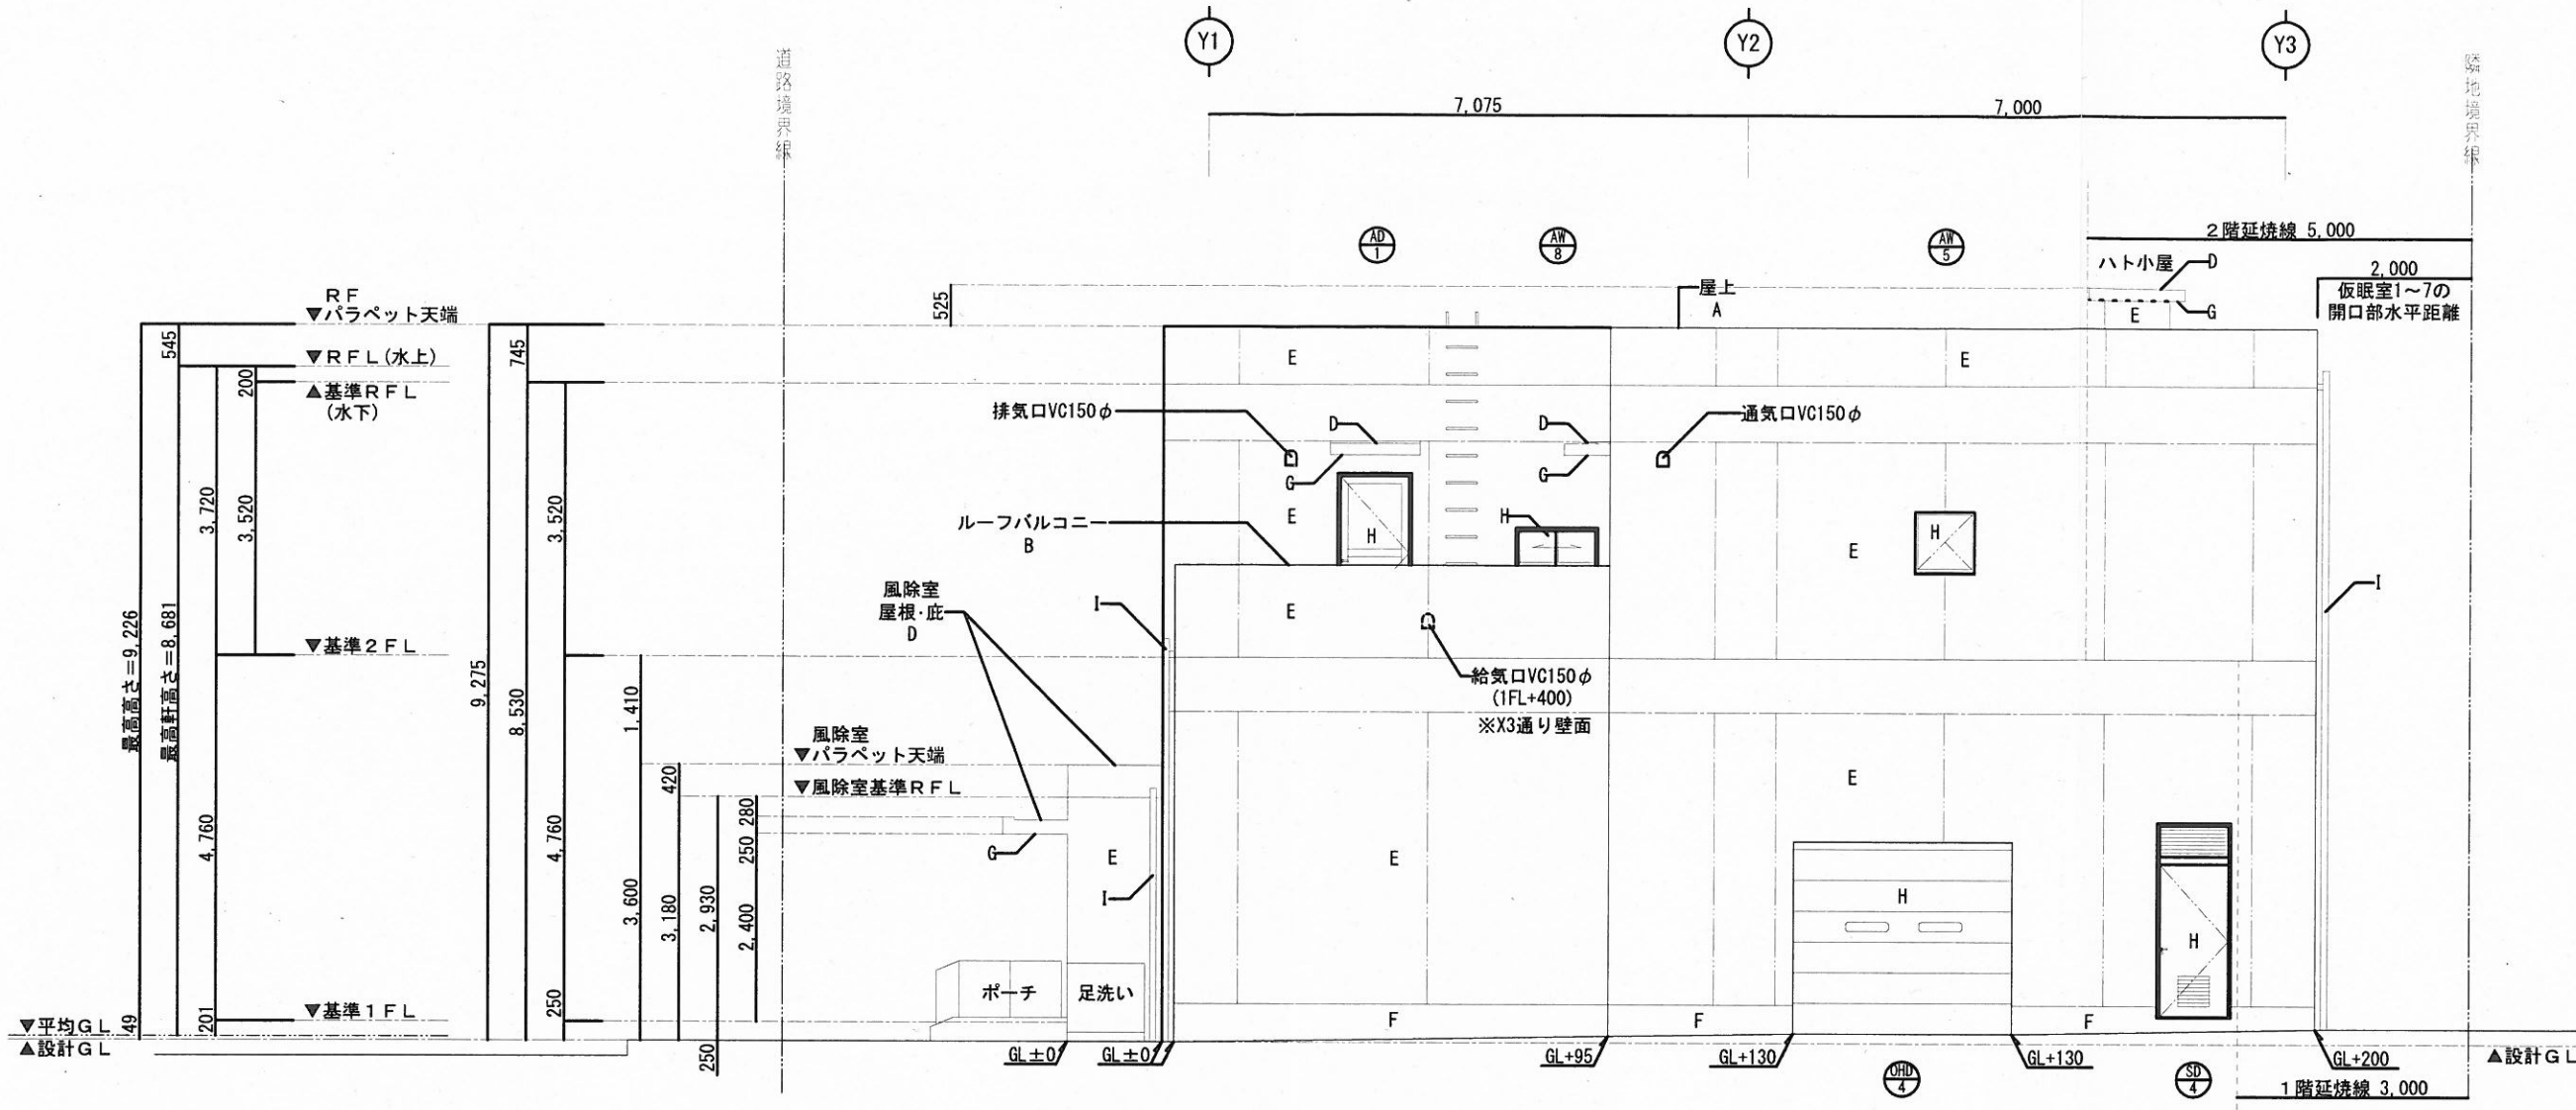 Y1
Y2
Y3
道路境界線
隣地境界線
7,075
7,000
AD
1
AW
8
AW
5
2階延焼線 5,000
ハト小屋
D
2,000
仮眠室1～7の
開口部水平距離
G
E
屋上
A
525
RF
▼パラペット天端
▼RFL(水上)
▲基準RFL
(水下)
545
200
745
E
E
排気口VC150φ
D
D
通気口VC150φ
G
G
3,720
3,520
3,520
ルーフバルコニー
B
E
H
H
H
E
風除室
屋根・庇
D
I
E
I
最高高さ=9,226
最高軒高さ=8,681
▼基準2FL
9,275
8,530
1,410
給気口VC150φ
(1FL+400)
※X3通り壁面
風除室
▼パラペット天端
▼風除室基準RFL
420
280
250
E
4,760
4,760
G
E
E
I
3,600
3,180
2,930
2,400
H
H
ポーチ
足洗い
▼基準1FL
250
F
F
F
▼平均GL
49
201
▲設計GL
250
GL±0
GL±0
GL+95
GL+130
GL+130
GL+200
▲設計GL
OHD
4
SD
4
1階延焼線 3,000